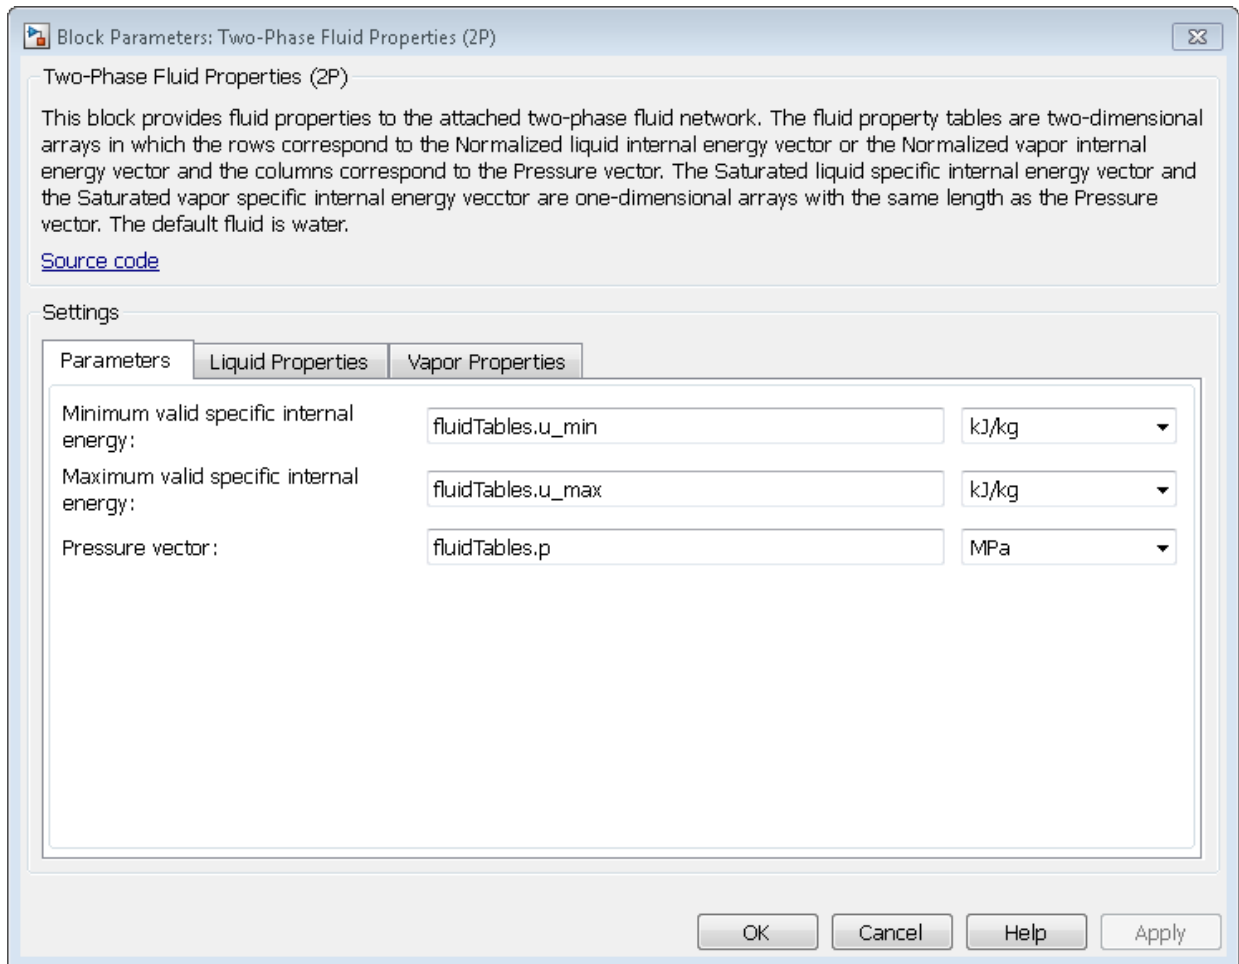 Block Parameters: Two-Phase Fluid Properties (2P)
Two-Phase Fluid Properties (2P)
This block provides fluid properties to the attached two-phase fluid network. The fluid property tables are two-dimensional
arrays in which the rows correspond to the Normalized liquid internal energy vector or the Normalized vapor internal
energy vector and the columns correspond to the Pressure vector. The Saturated liquid specific internal energy vector and
the Saturated vapor specific internal energy vecctor are one-dimensional arrays with the same length as the Pressure
vector. The default fluid is water.
Source code
Settings
Parameters Liquid Properties Vapor Properties
Minimum valid specific internal
energy:
fluidTables.u_min kJ/kg
Maximum valid specific internal
energy:
fluidTables.u_max kJ/kg
Pressure vector: fluidTables.p MPa
OK Cancel Help Apply